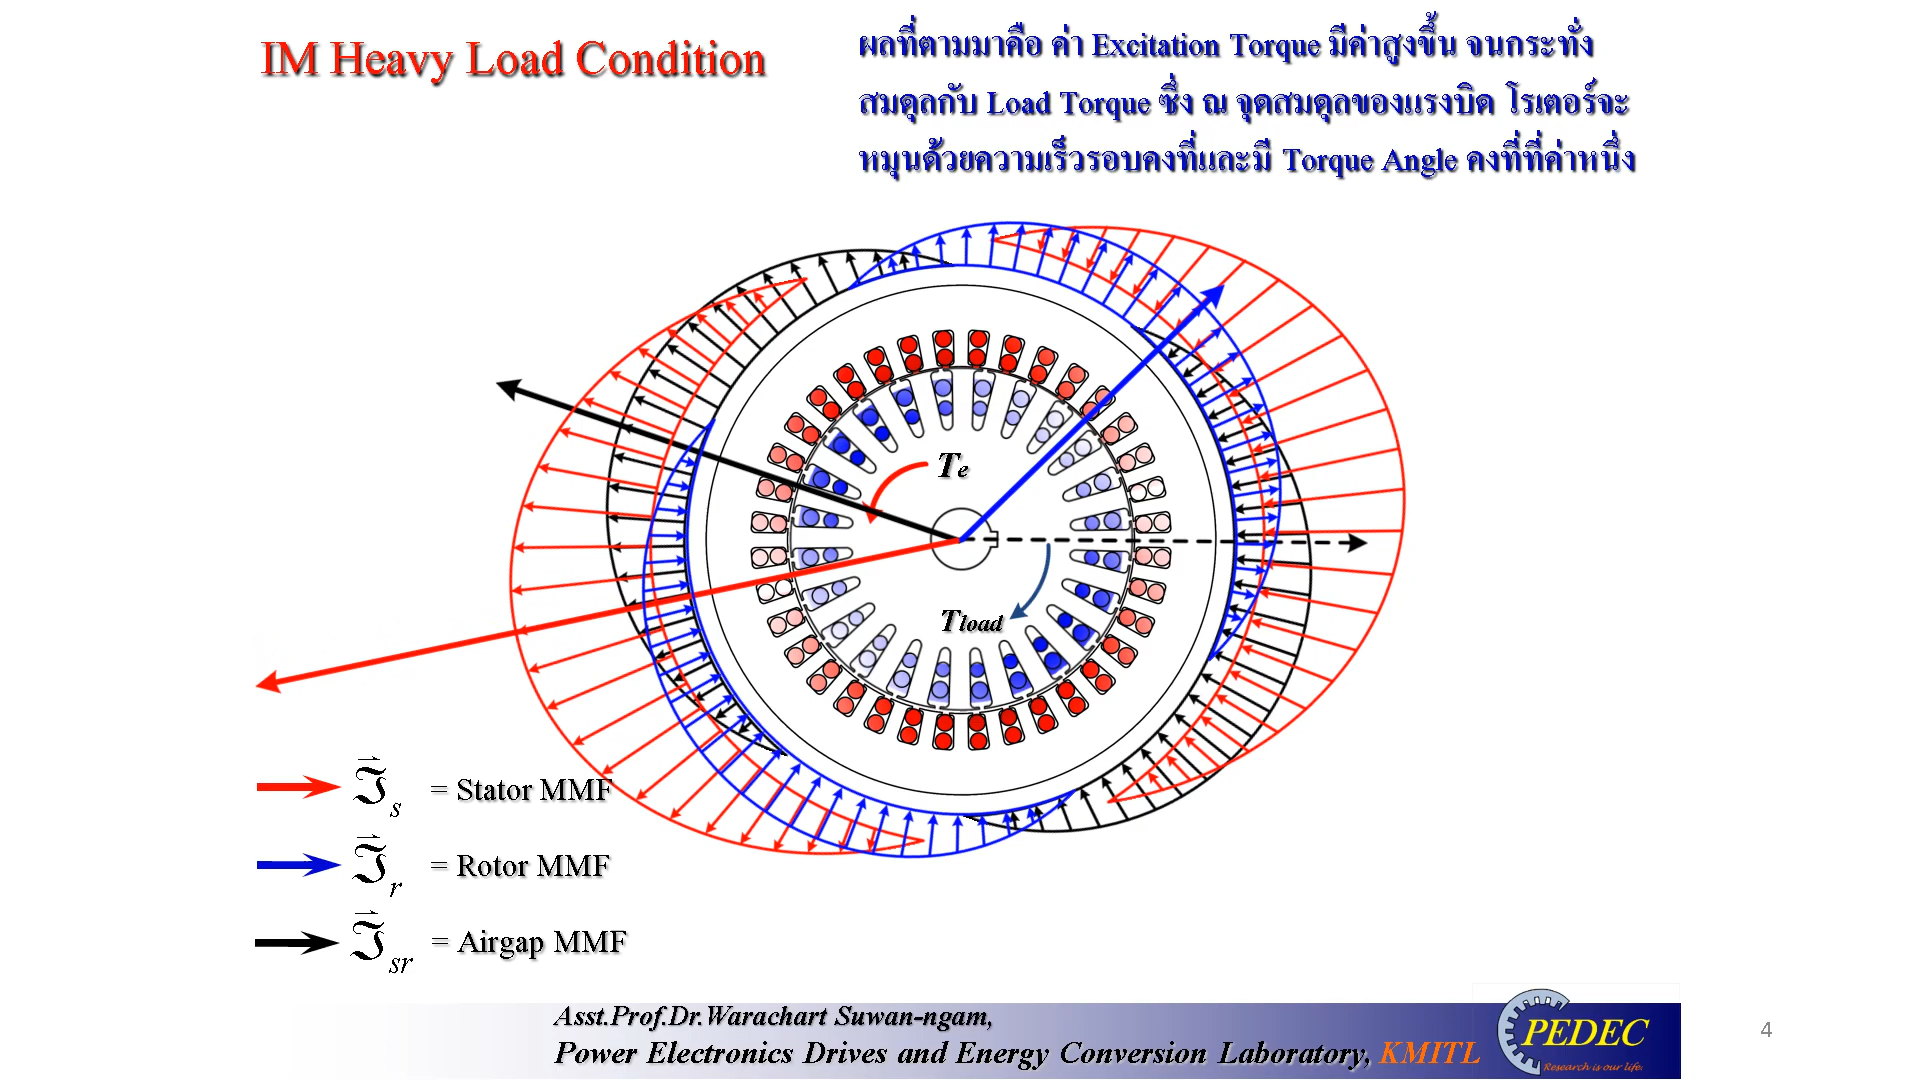 IM Heavy Load Condition
ผลที่ตามมาคือ ค่า Excitation Torque มีค่าสูงขึ้น จนกระทั่ง
สมดุลกับ Load Torque ซึ่ง ณ จุดสมดุลของแรงบิด โรเตอร์จะ
หมุนด้วยความเร็วรอบคงที่และมี Torque Angle คงที่ที่ค่าหนึ่ง
Te
Tload
ℑs = Stator MMF
ℑr = Rotor MMF
ℑsr = Airgap MMF
Asst.Prof.Dr.Warachart Suwan-ngam,
Power Electronics Drives and Energy Conversion Laboratory, KMITL
PEDEC
Research is our life.
4